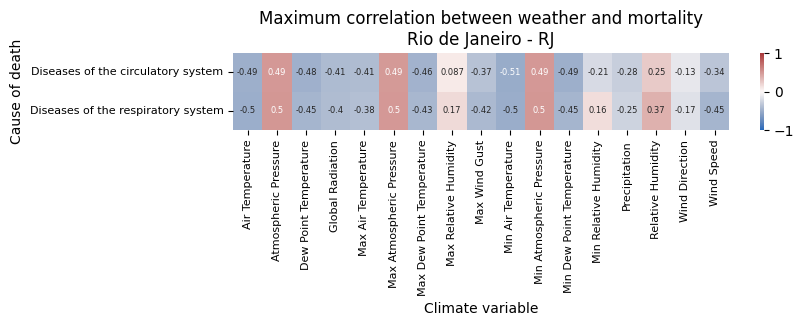 Maximum correlation between weather and mortality
Rio de Janeiro - RJ
Cause of death
Diseases of the circulatory system
-0.49 0.49 -0.48 -0.41 -0.41 0.49 -0.46 0.087 -0.37 -0.51 0.49 -0.49 -0.21 -0.28 0.25 -0.13 -0.34
Diseases of the respiratory system
-0.5 0.5 -0.45 -0.4 -0.38 0.5 -0.43 0.17 -0.42 -0.5 0.5 -0.45 0.16 -0.25 0.37 -0.17 -0.45
1
0
-1
Air Temperature
Atmospheric Pressure
Dew Point Temperature
Global Radiation
Max Air Temperature
Max Atmospheric Pressure
Max Dew Point Temperature
Max Relative Humidity
Max Wind Gust
Min Air Temperature
Min Atmospheric Pressure
Min Dew Point Temperature
Min Relative Humidity
Precipitation
Relative Humidity
Wind Direction
Wind Speed
Climate variable